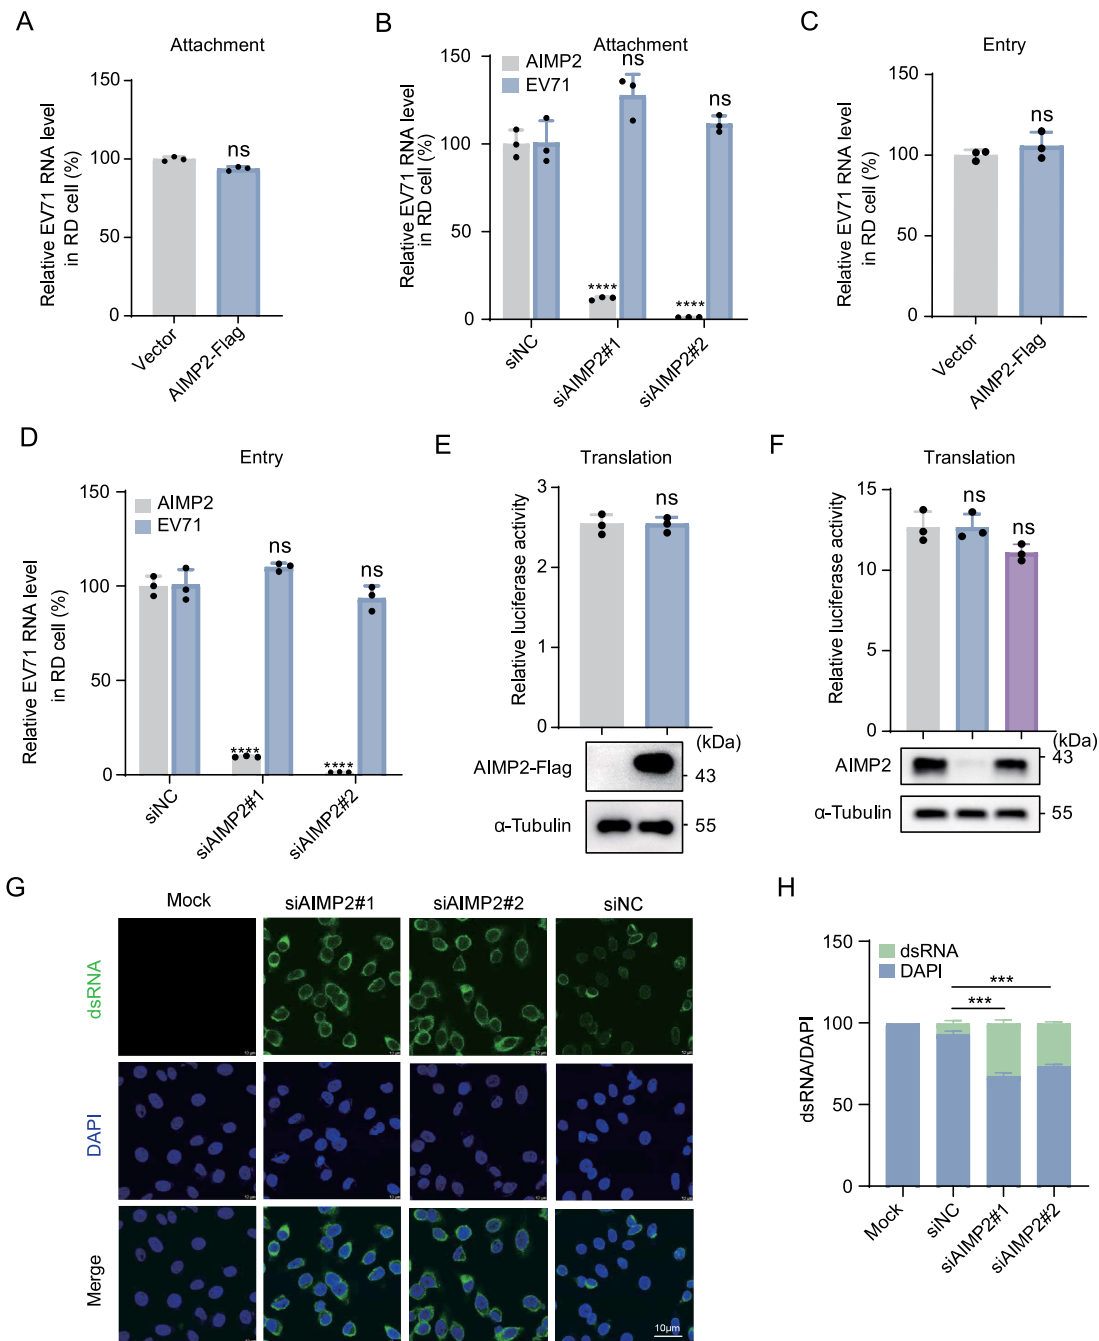 A
Attachment
Relative EV71 RNA level
in RD cell (%)
150
100
50
0
ns
Vector
AIMP2-Flag
B
Attachment
AIMP2
EV71
Relative EV71 RNA level
in RD cell (%)
150
100
50
0
ns
ns
****
****
siNC
siAIMP2#1
siAIMP2#2
C
Entry
Relative EV71 RNA level
in RD cell (%)
150
100
50
0
ns
Vector
AIMP2-Flag
D
Entry
AIMP2
EV71
Relative EV71 RNA level
in RD cell (%)
150
100
50
0
ns
ns
****
****
siNC
siAIMP2#1
siAIMP2#2
E
Translation
Relative luciferase activity
3
2
1
0
ns
(kDa)
AIMP2-Flag
43
α-Tubulin
55
F
Translation
Relative luciferase activity
15
10
5
0
ns
ns
(kDa)
AIMP2
43
α-Tubulin
55
G
Mock
siAIMP2#1
siAIMP2#2
siNC
dsRNA
DAPI
Merge
10μm
H
dsRNA
DAPI
dsRNA/DAPI
150
100
50
0
***
***
Mock
siNC
siAIMP2#1
siAIMP2#2